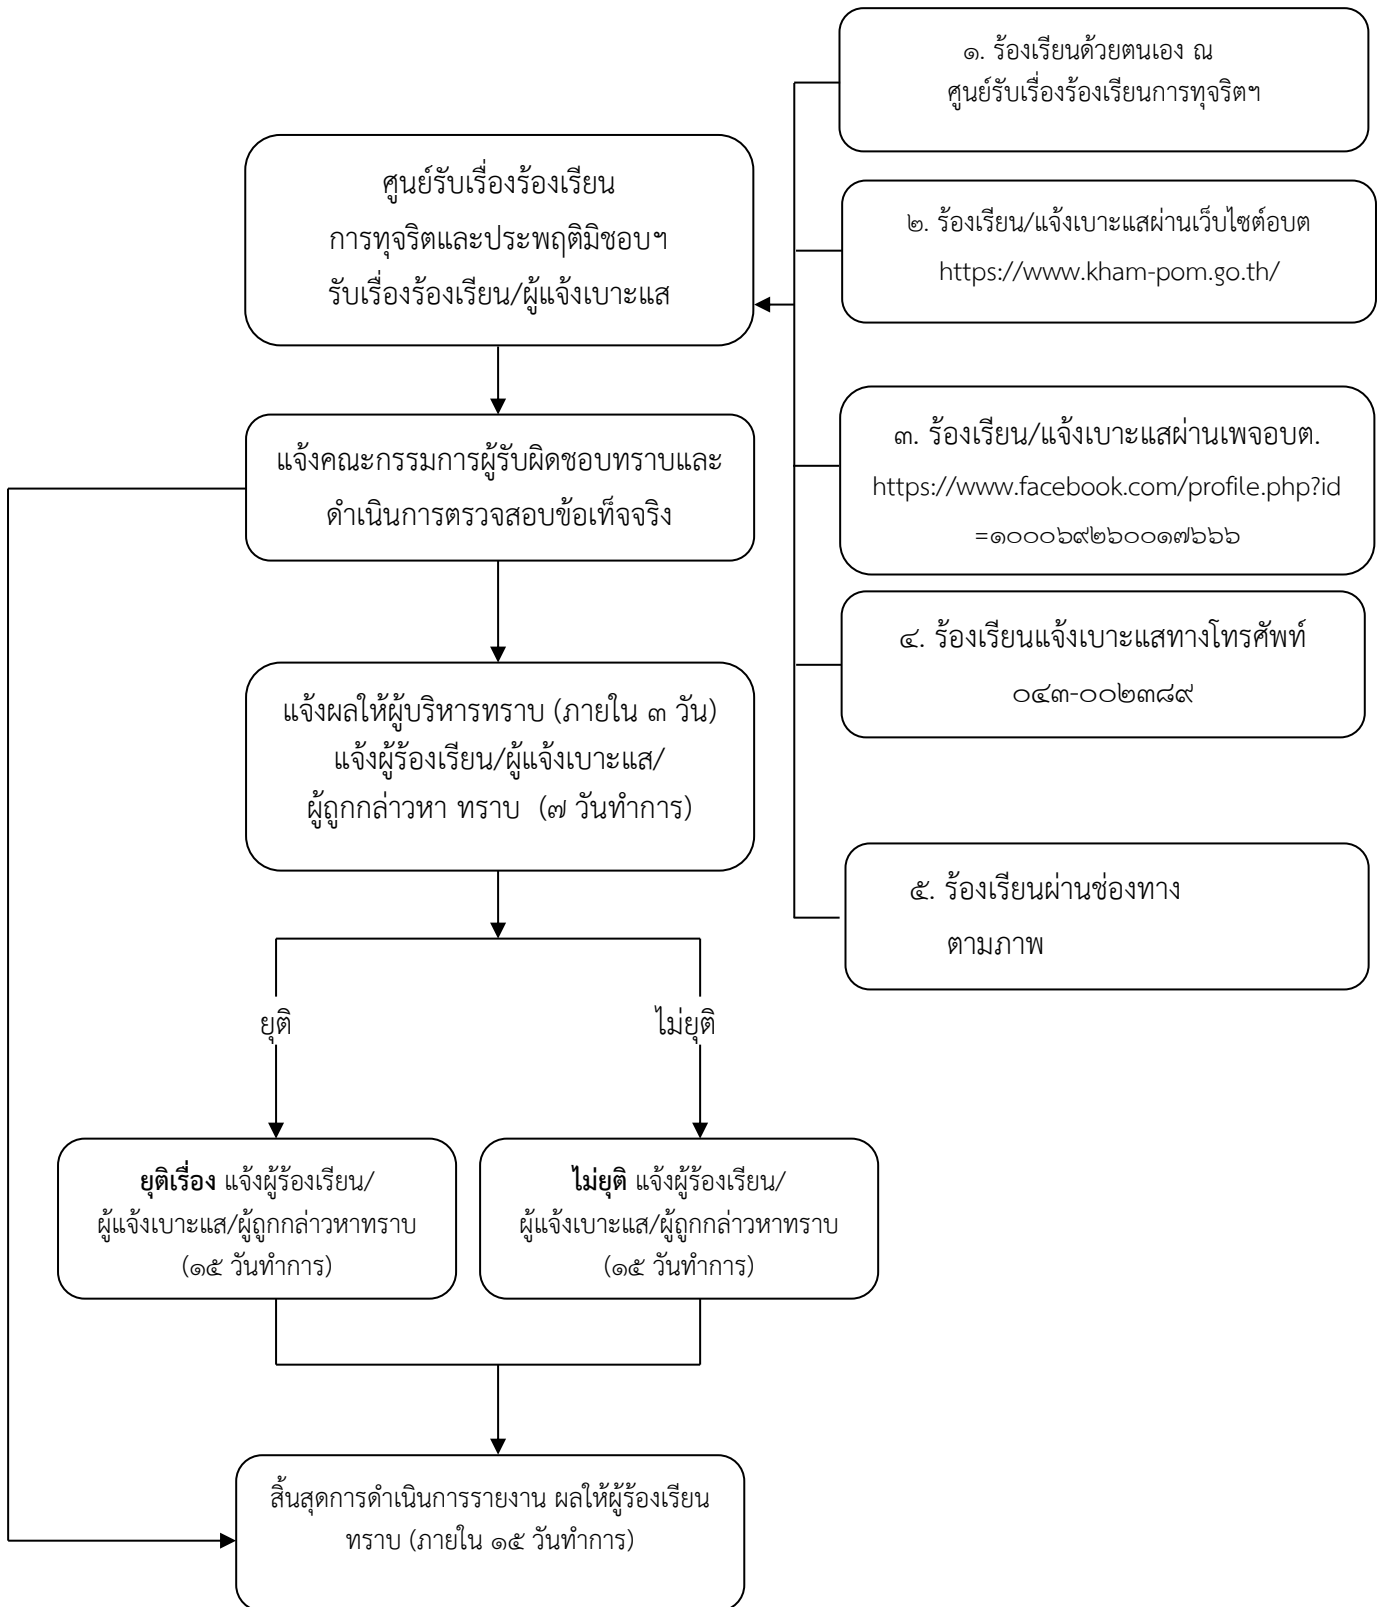 ๑. ร้องเรียนด้วยตนเอง ณ
ศูนย์รับเรื่องร้องเรียนการทุจริตฯ
ศูนย์รับเรื่องร้องเรียน
การทุจริตและประพฤติมิชอบฯ
รับเรื่องร้องเรียน/ผู้แจ้งเบาะแส
๒. ร้องเรียน/แจ้งเบาะแสผ่านเว็บไซต์อบต
https://www.kham-pom.go.th/
๓. ร้องเรียน/แจ้งเบาะแสผ่านเพจอบต.
https://www.facebook.com/profile.php?id
=๑๐๐๐๖๙๒๖๐๐๑๗๖๖๖
แจ้งคณะกรรมการผู้รับผิดชอบทราบและ
ดำเนินการตรวจสอบข้อเท็จจริง
๔. ร้องเรียนแจ้งเบาะแสทางโทรศัพท์
๐๔๓-๐๐๒๓๘๙
แจ้งผลให้ผู้บริหารทราบ (ภายใน ๓ วัน)
แจ้งผู้ร้องเรียน/ผู้แจ้งเบาะแส/
ผู้ถูกกล่าวหา ทราบ (๗ วันทำการ)
๕. ร้องเรียนผ่านช่องทาง
ตามภาพ
ยุติ
ไม่ยุติ
ยุติเรื่อง แจ้งผู้ร้องเรียน/
ผู้แจ้งเบาะแส/ผู้ถูกกล่าวหาทราบ
(๑๕ วันทำการ)
ไม่ยุติ แจ้งผู้ร้องเรียน/
ผู้แจ้งเบาะแส/ผู้ถูกกล่าวหาทราบ
(๑๕ วันทำการ)
สิ้นสุดการดำเนินการรายงาน ผลให้ผู้ร้องเรียน
ทราบ (ภายใน ๑๕ วันทำการ)